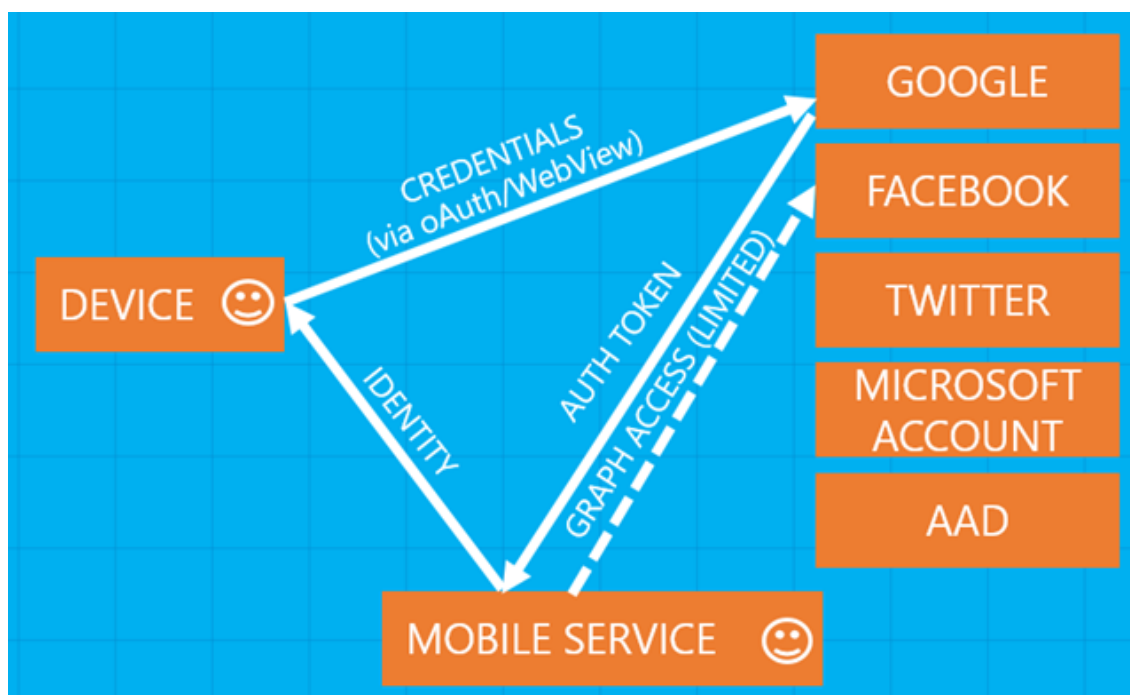 GOOGLE
CREDENTIALS
(via oAuth/WebView)
FACEBOOK
DEVICE
TWITTER
AUTH TOKEN
GRAPH ACCESS (LIMITED)
IDENTITY
MICROSOFT
ACCOUNT
AAD
MOBILE SERVICE